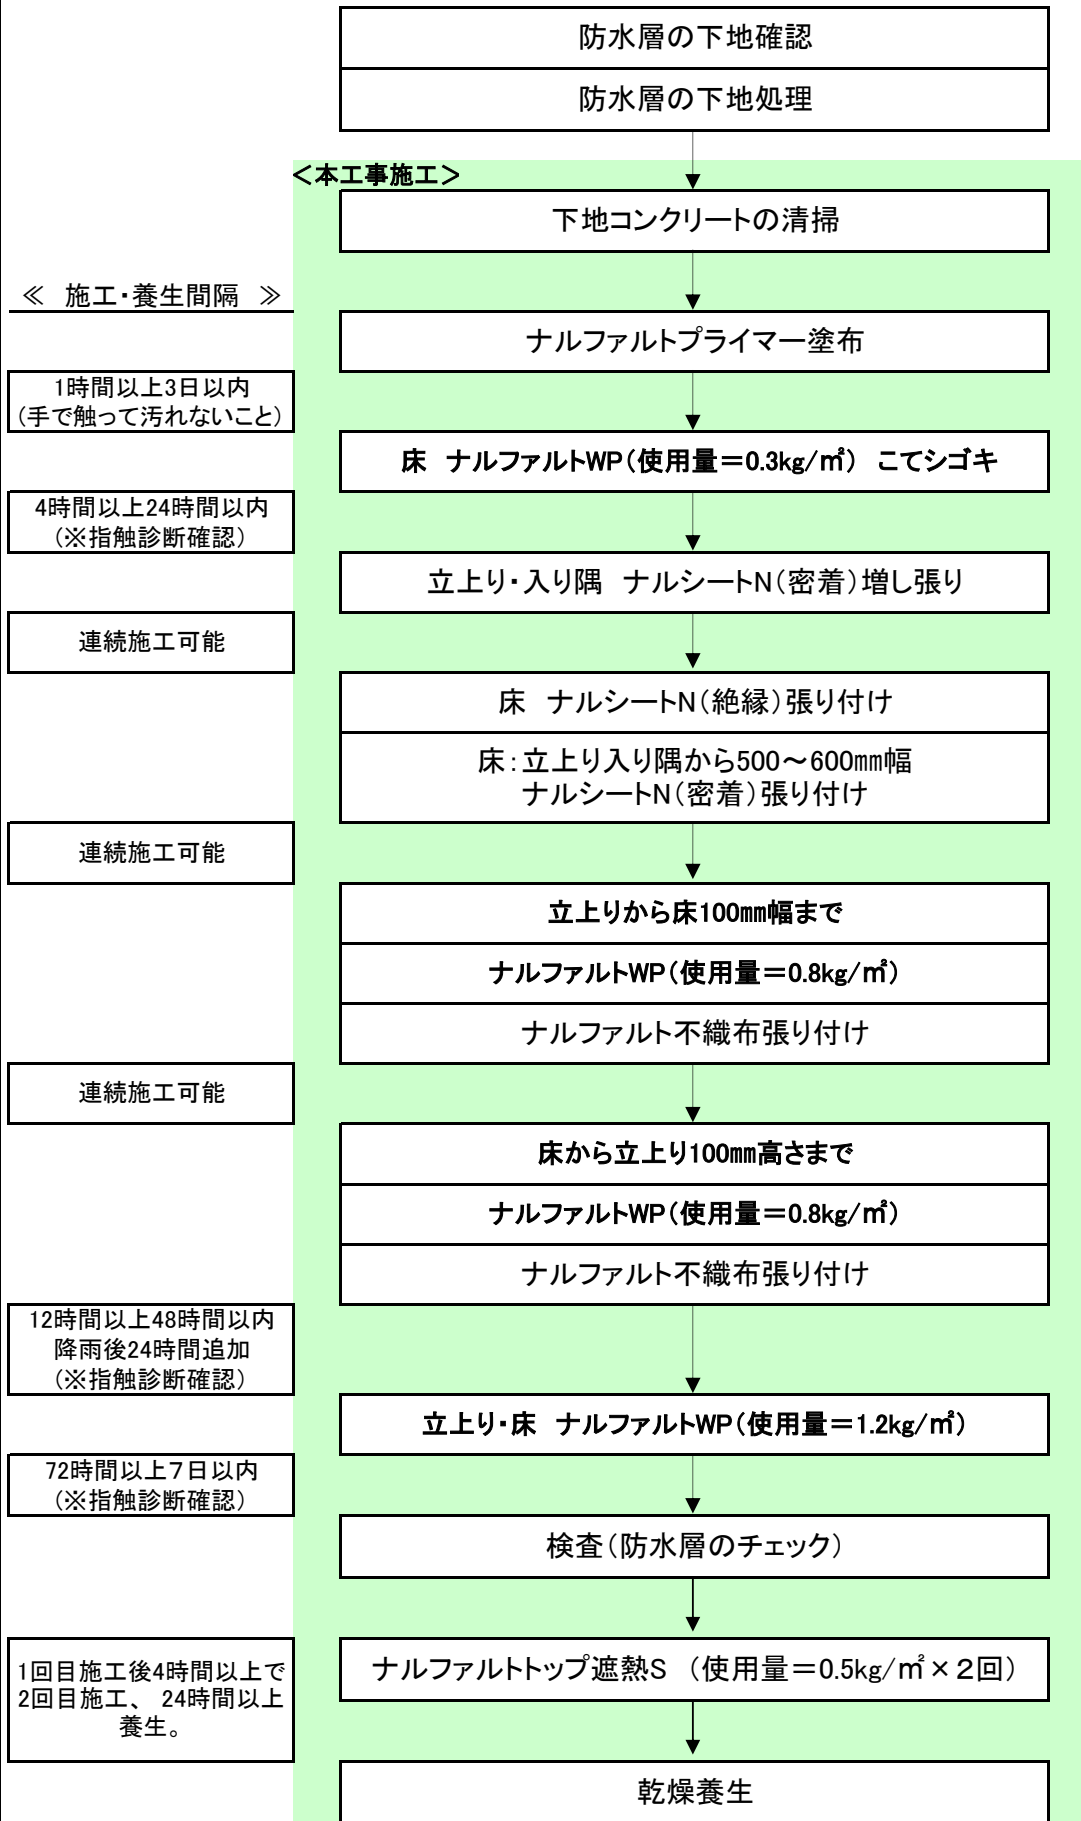 防水層の下地確認
防水層の下地処理
＜本工事施工＞
下地コンクリートの清掃
≪　施工・養生間隔　≫
ナルファルトプライマー塗布
1時間以上3日以内
（手で触って汚れないこと）
床　ナルファルトWP（使用量＝0.3kg/㎡）　こてシゴキ
4時間以上24時間以内
（※指触診断確認）
立上り・入り隅　ナルシートN（密着）増し張り
連続施工可能
床　ナルシートN（絶縁）張り付け
床：立上り入り隅から500～600㎜幅
ナルシートN（密着）張り付け
連続施工可能
立上りから床100㎜幅まで
ナルファルトWP（使用量＝0.8kg/㎡）
ナルファルト不織布張り付け
連続施工可能
床から立上り100㎜高さまで
ナルファルトWP（使用量＝0.8kg/㎡）
ナルファルト不織布張り付け
12時間以上48時間以内
降雨後24時間追加
（※指触診断確認）
立上り・床　ナルファルトWP（使用量＝1.2kg/㎡）
72時間以上７日以内
（※指触診断確認）
検査（防水層のチェック）
ナルファルトトップ遮熱S　（使用量＝0.5kg/㎡×２回）
1回目施工後4時間以上で
2回目施工、 24時間以上
養生。
乾燥養生